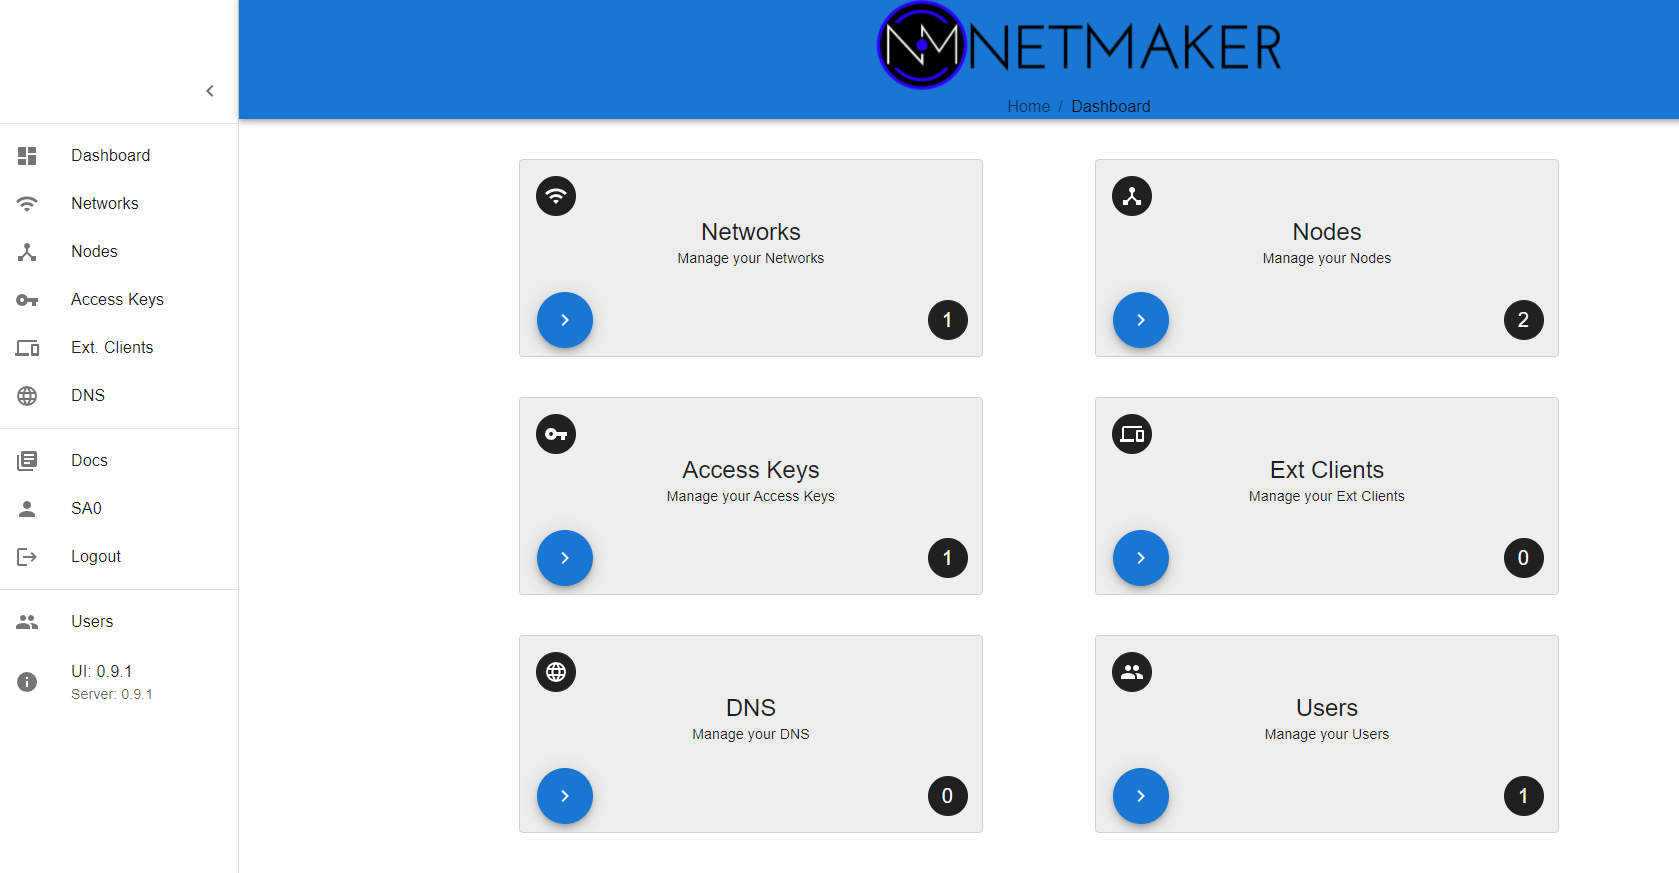 NM NETMAKER
Home / Dashboard
Dashboard
Networks
Nodes
Access Keys
Ext. Clients
DNS
Docs
SA0
Logout
Users
UI: 0.9.1
Server: 0.9.1
Networks
Manage your Networks
1
Nodes
Manage your Nodes
2
Access Keys
Manage your Access Keys
1
Ext Clients
Manage your Ext Clients
0
DNS
Manage your DNS
0
Users
Manage your Users
1